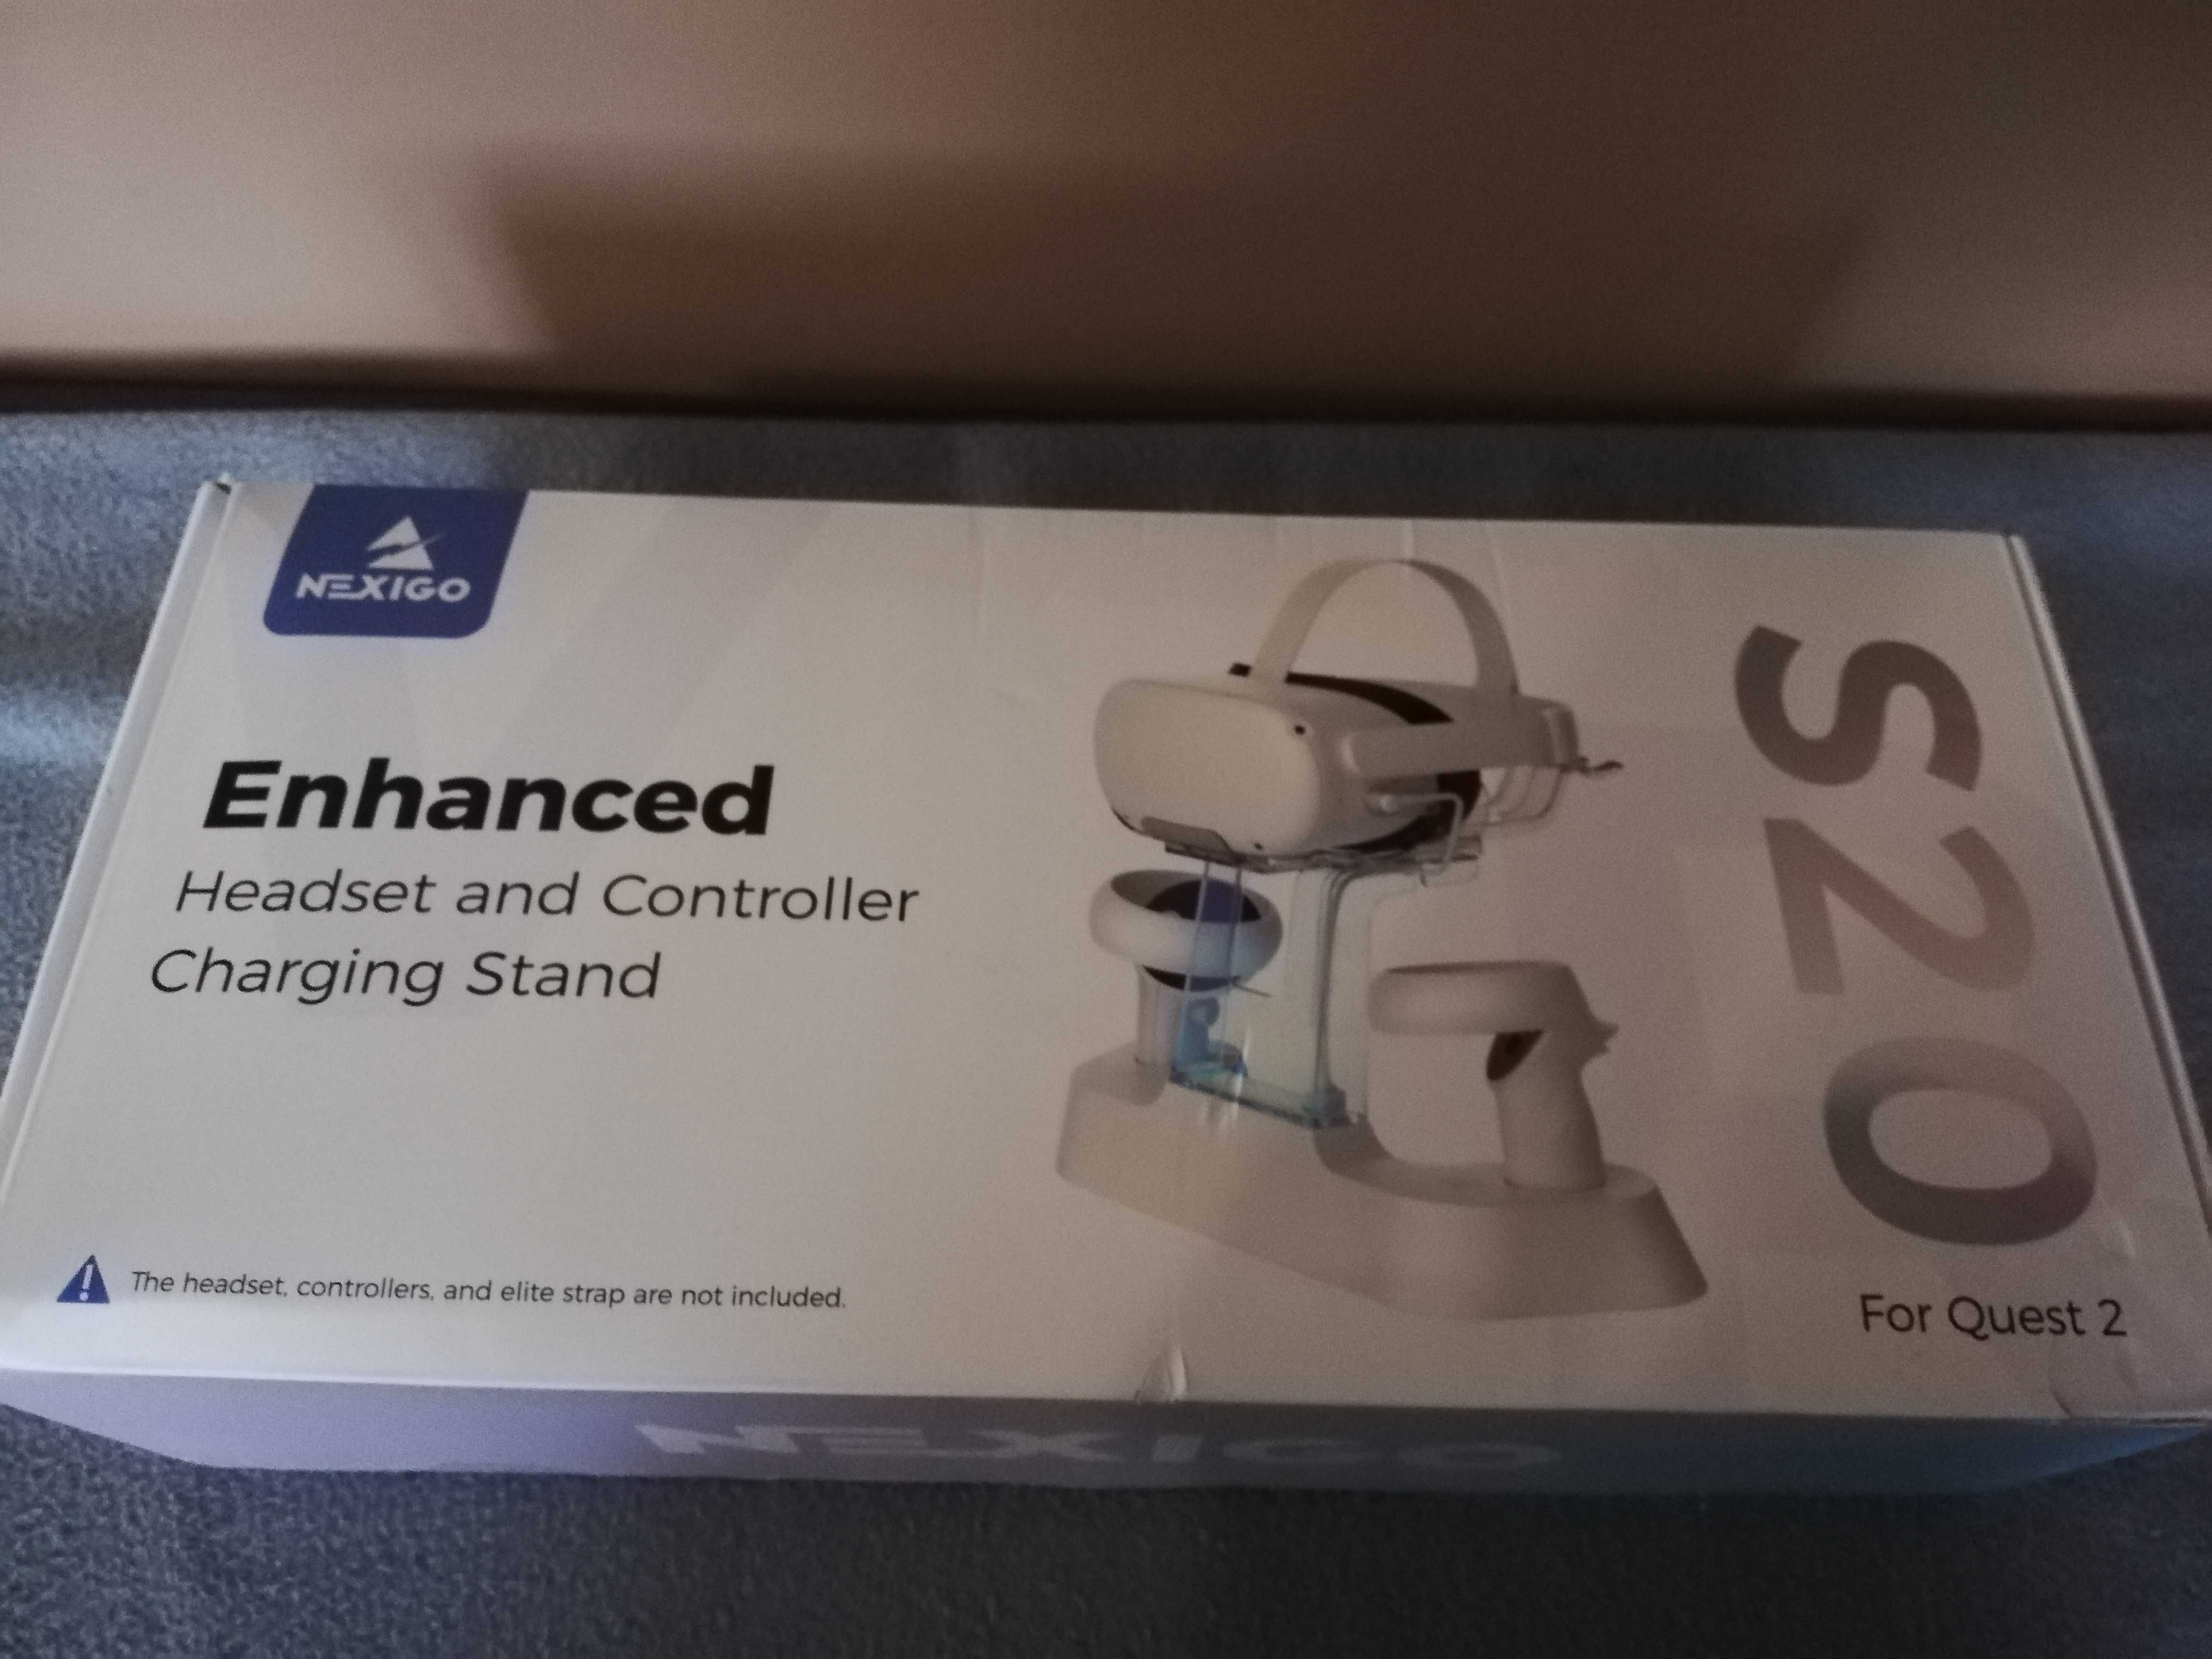 NEXIGO
Enhanced
Headset and Controller
Charging Stand
The headset, controllers, and elite strap are not included.
S20
For Quest 2
NEXIGO